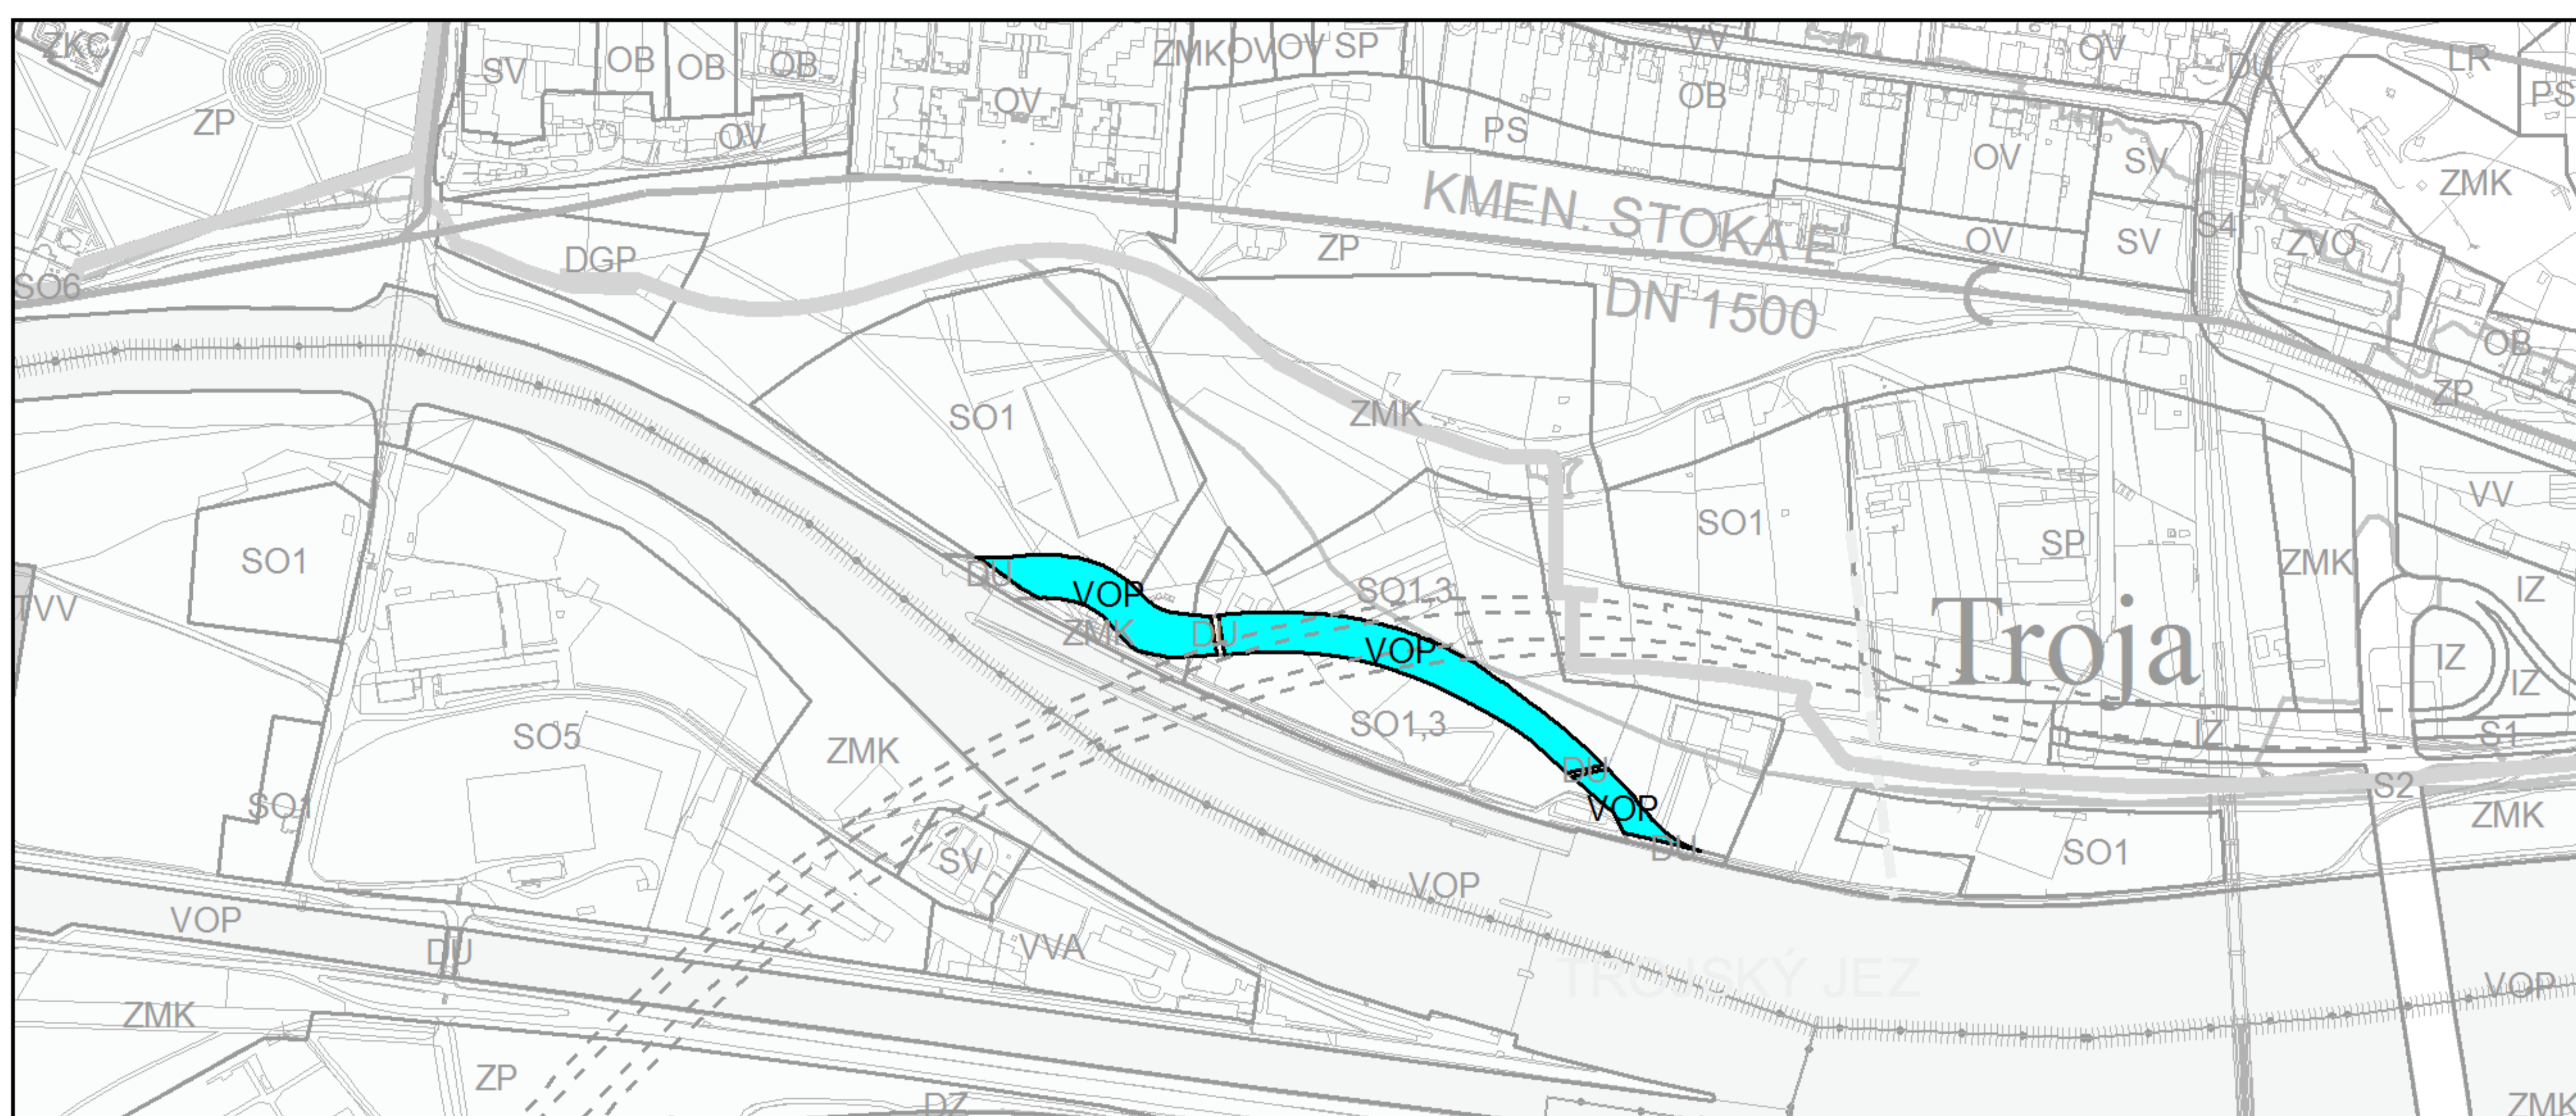 ZKC
SV
OB
OB
OB
ZMK
OV
OV
SP
VV
OV
DU
LR
PS
ZP
OV
OV
PS
OB
OV
SV
ZMK
KMEN. STOKA E
DN 1500
S4
SO6
DGP
ZP
OV
SV
ZVO
OB
ZP
SO1
ZMK
SO1
SO1
SP
ZMK
VV
TVV
DU
VOP
ZMK
DU
VOP
SO1,3
Troja
IZ
IZ
IZ
IZ
SO5
ZMK
SO1,3
S1
S2
SO1
DU
VOP
DU
SO1
ZMK
SV
VOP
VOP
DU
VVA
TROJSKÝ JEZ
VOP
ZMK
ZP
DZ
ZMK